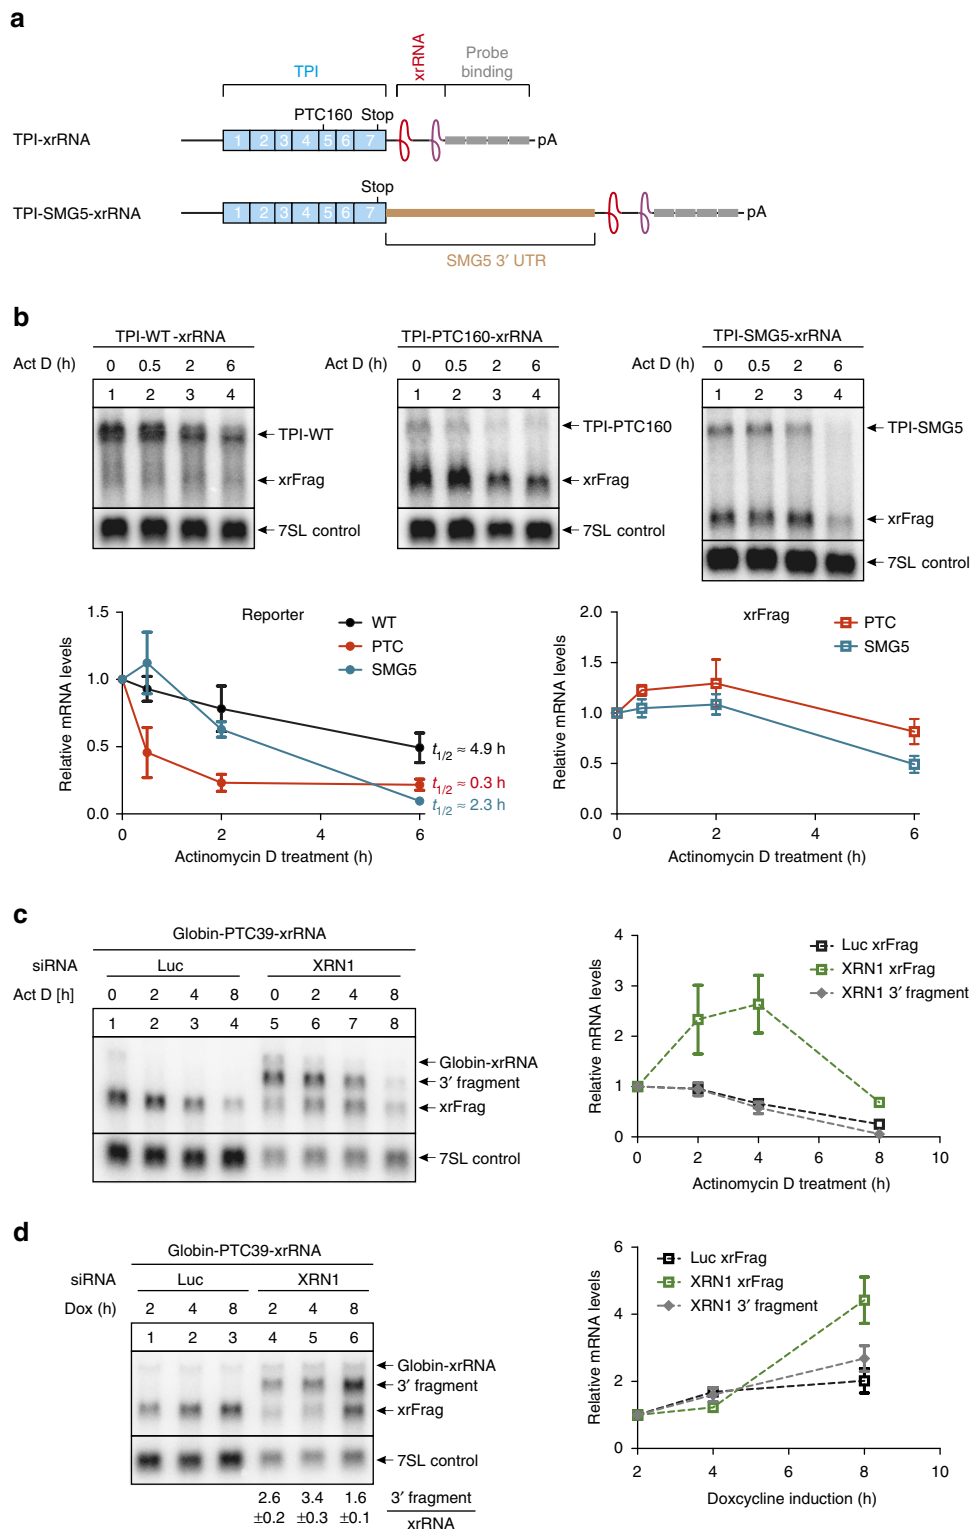 a
TPI
xrRNA
Probe
binding
PTC160
Stop
TPI-xrRNA
1 2 3 4 5 6 7
pA
Stop
TPI-SMG5-xrRNA
1 2 3 4 5 6 7
pA
SMG5 3′ UTR
b
TPI-WT-xrRNA
Act D (h) 0 0.5 2 6
1 2 3 4
TPI-WT
xrFrag
7SL control
TPI-PTC160-xrRNA
Act D (h) 0 0.5 2 6
1 2 3 4
TPI-PTC160
xrFrag
7SL control
TPI-SMG5-xrRNA
Act D (h) 0 0.5 2 6
1 2 3 4
TPI-SMG5
xrFrag
7SL control
Reporter
WT
PTC
SMG5
Relative mRNA levels
1.5
1.0
0.5
0.0
t1/2 ≈ 4.9 h
t1/2 ≈ 0.3 h
t1/2 ≈ 2.3 h
0 2 4 6
Actinomycin D treatment (h)
xrFrag
PTC
SMG5
Relative mRNA levels
2.0
1.5
1.0
0.5
0.0
0 2 4 6
Actinomycin D treatment (h)
c
Globin-PTC39-xrRNA
siRNA Luc XRN1
Act D [h] 0 2 4 8 0 2 4 8
1 2 3 4 5 6 7 8
Globin-xrRNA
3′ fragment
xrFrag
7SL control
Luc xrFrag
XRN1 xrFrag
XRN1 3′ fragment
Relative mRNA levels
4
3
2
1
0
0 2 4 6 8 10
Actinomycin D treatment (h)
d
Globin-PTC39-xrRNA
siRNA Luc XRN1
Dox (h) 2 4 8 2 4 8
1 2 3 4 5 6
Globin-xrRNA
3′ fragment
xrFrag
7SL control
2.6 3.4 1.6 3′ fragment
±0.2 ±0.3 ±0.1 xrRNA
Luc xrFrag
XRN1 xrFrag
XRN1 3′ fragment
Relative mRNA levels
6
4
2
0
2 4 6 8 10
Doxcycline induction (h)